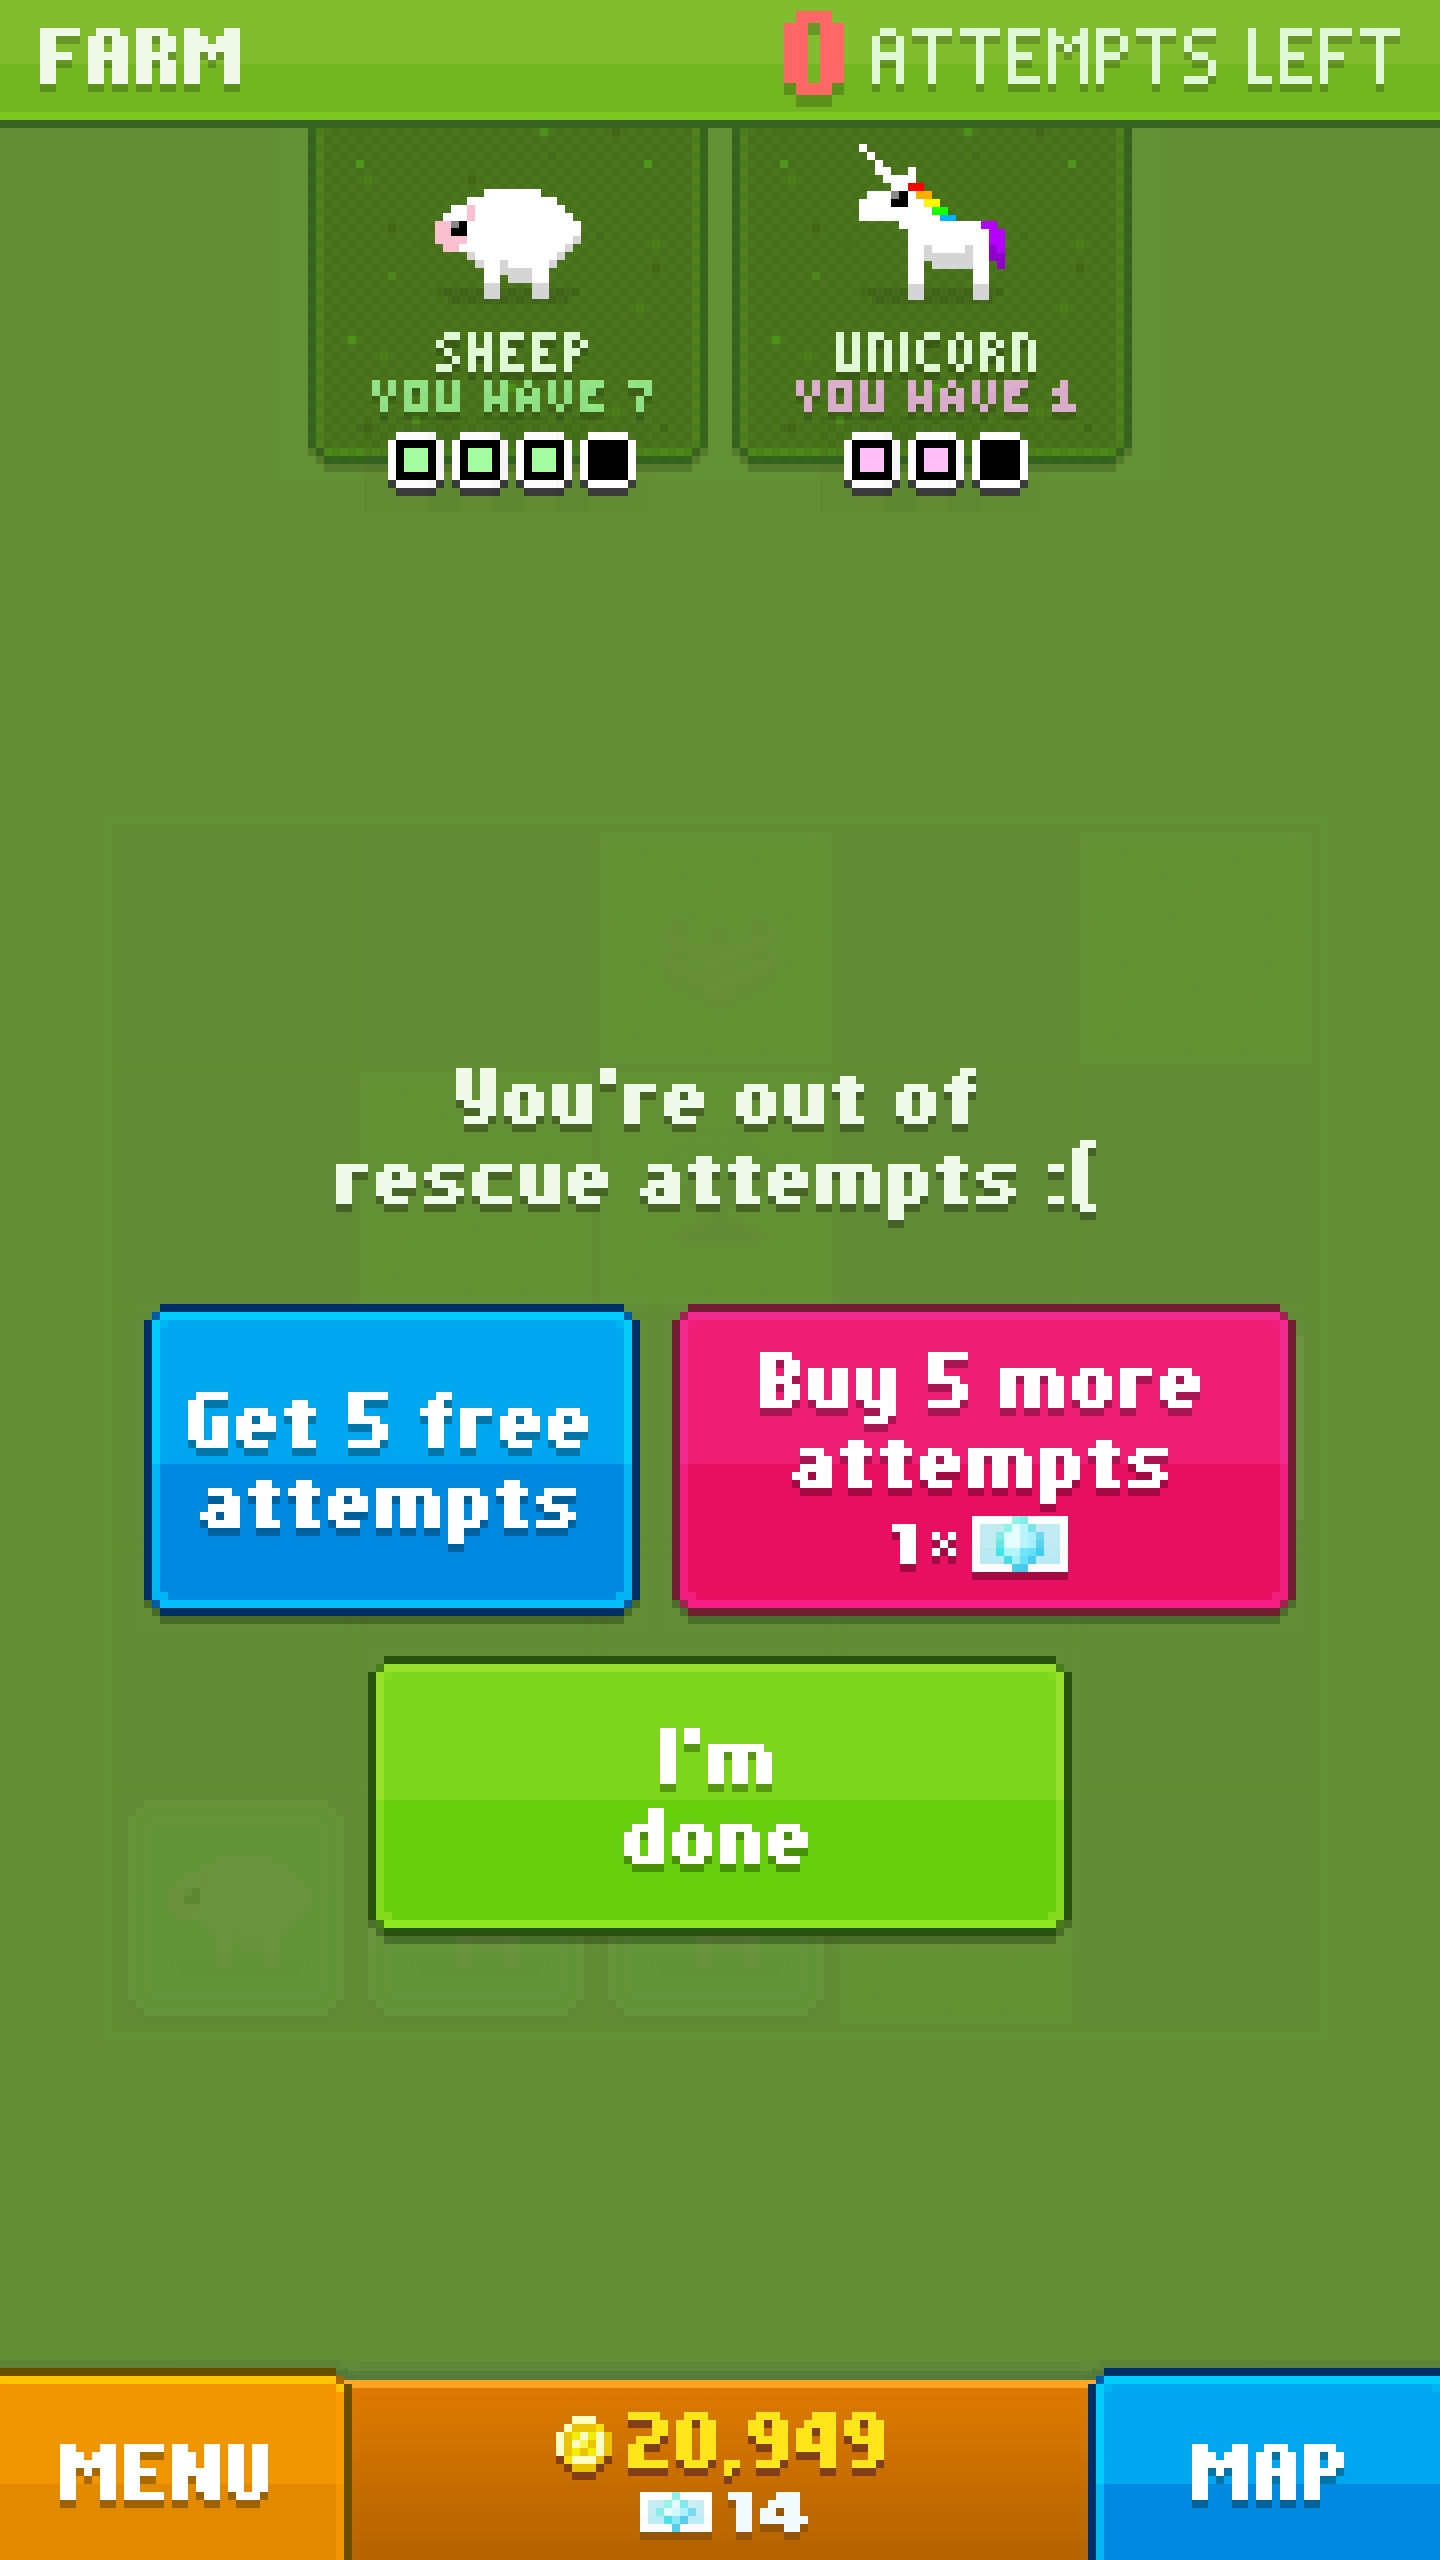 FARM
0 ATTEMPTS LEFT
SHEEP
YOU HAVE 7
UNICORN
YOU HAVE 1
You're out of
rescue attempts :(
Get 5 free
attempts
Buy 5 more
attempts
1×
I'm
done
MENU
20,949
14
MAP